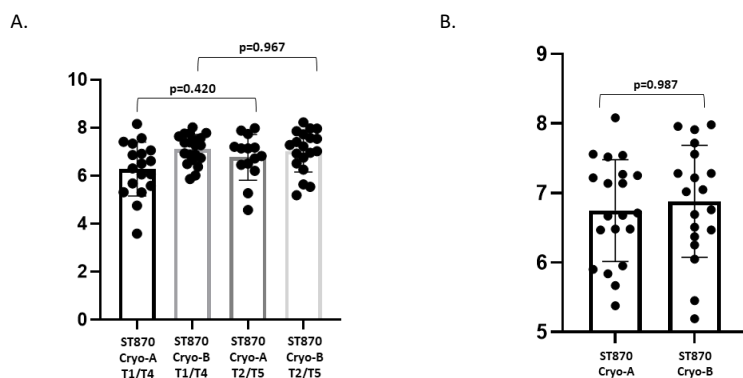 A.
B.
p=0.967
p=0.420
10
8
6
4
2
0
ST870 ST870 ST870 ST870
Cryo-A Cryo-B Cryo-A Cryo-B
T1/T4 T1/T4 T2/T5 T2/T5
p=0.987
9
8
7
6
5
ST870 ST870
Cryo-A Cryo-B